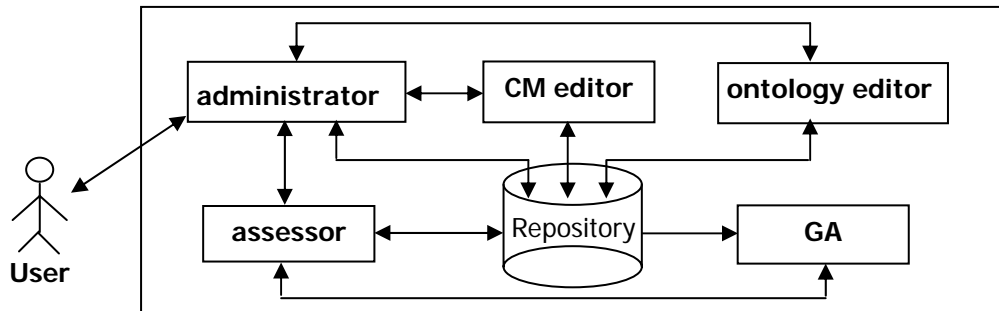 administrator
CM editor
ontology editor
User
assessor
Repository
GA